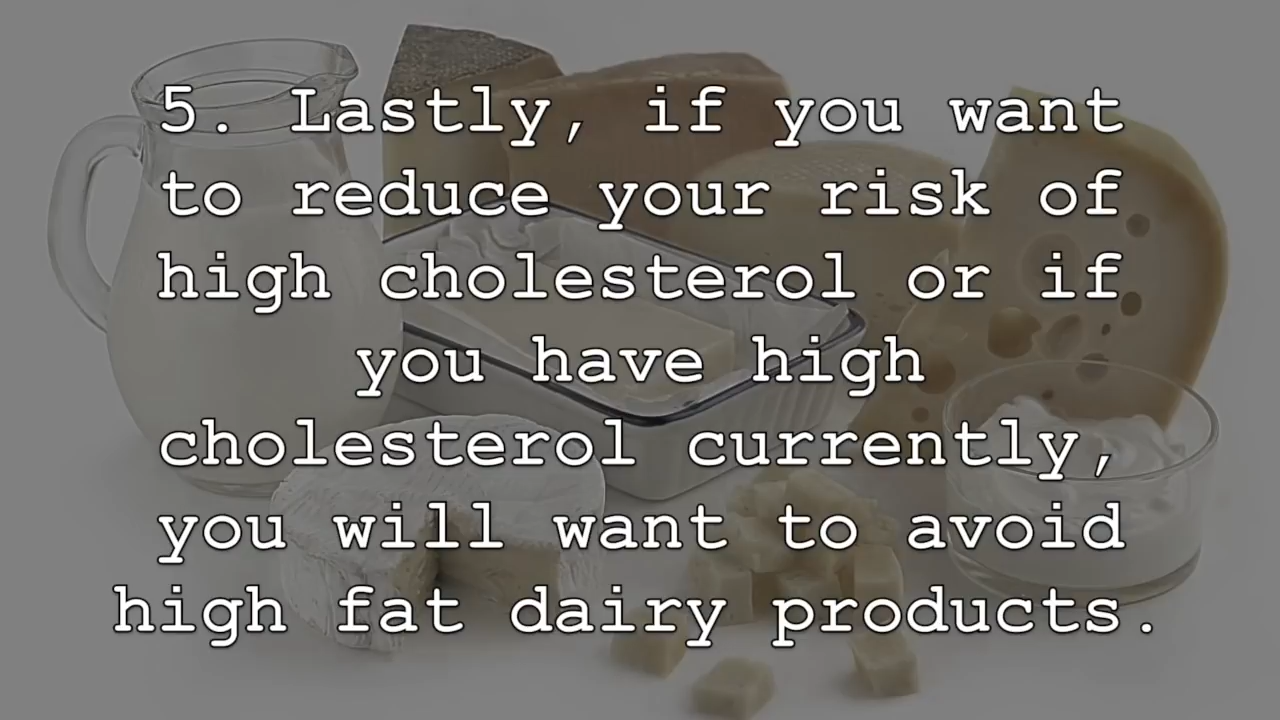 5. Lastly, if you want
to reduce your risk of
high cholesterol or if
you have high
cholesterol currently,
you will want to avoid
high fat dairy products.